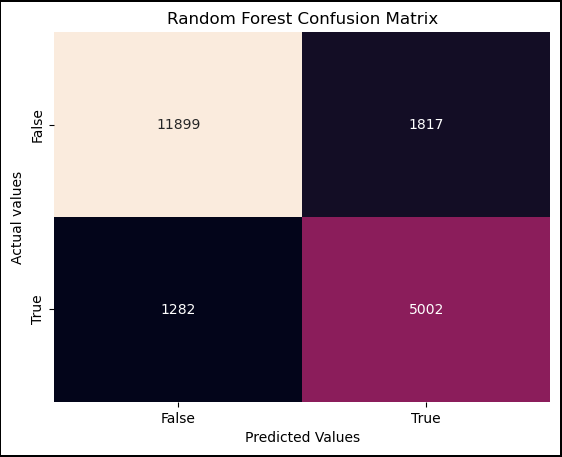 Random Forest Confusion Matrix
False
11899
1817
Actual values
True
1282
5002
False
True
Predicted Values